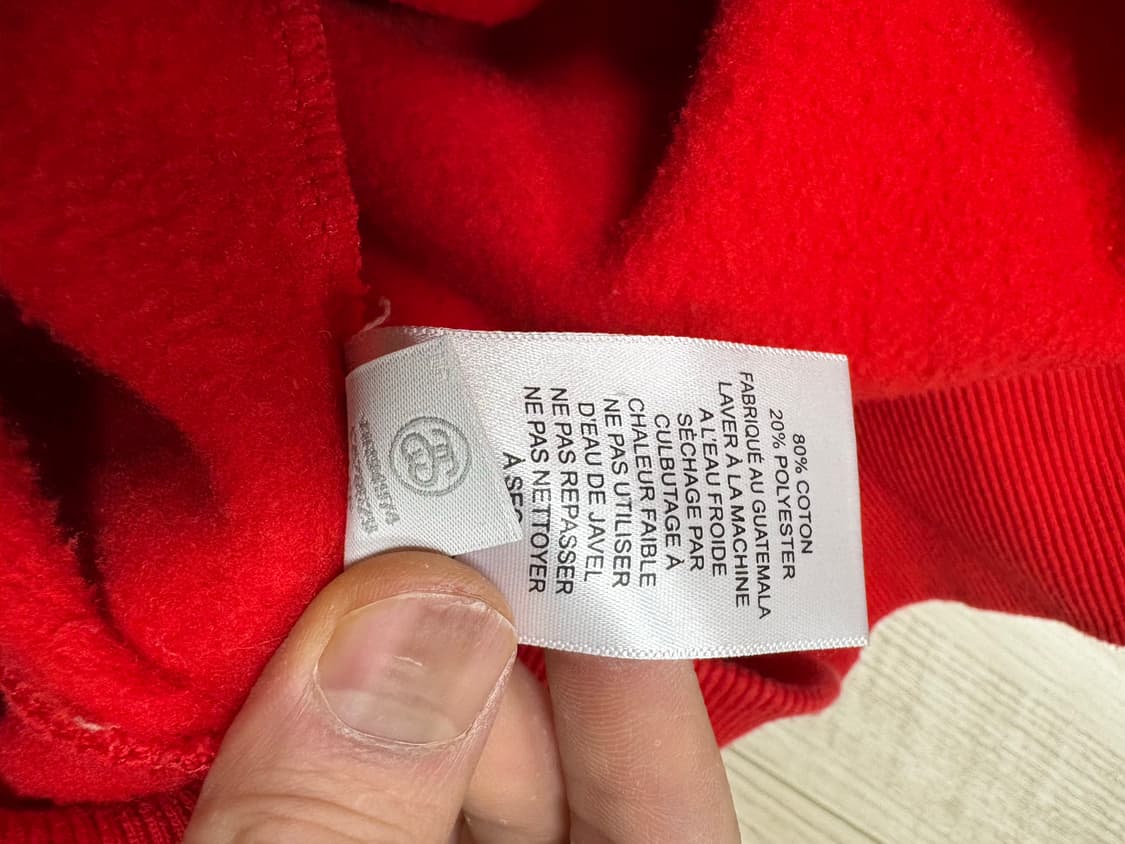 80% COTON
20% POLYESTER
FABRIQUÉ AU GUATEMALA
LAVER À LA MACHINE
A L'EAU FROIDE
SÉCHAGE PAR
CULBUTAGE À
CHALEUR FAIBLE
NE PAS UTILISER
D'EAU DE JAVEL
NE PAS REPASSER
NE PAS NETTOYER
À